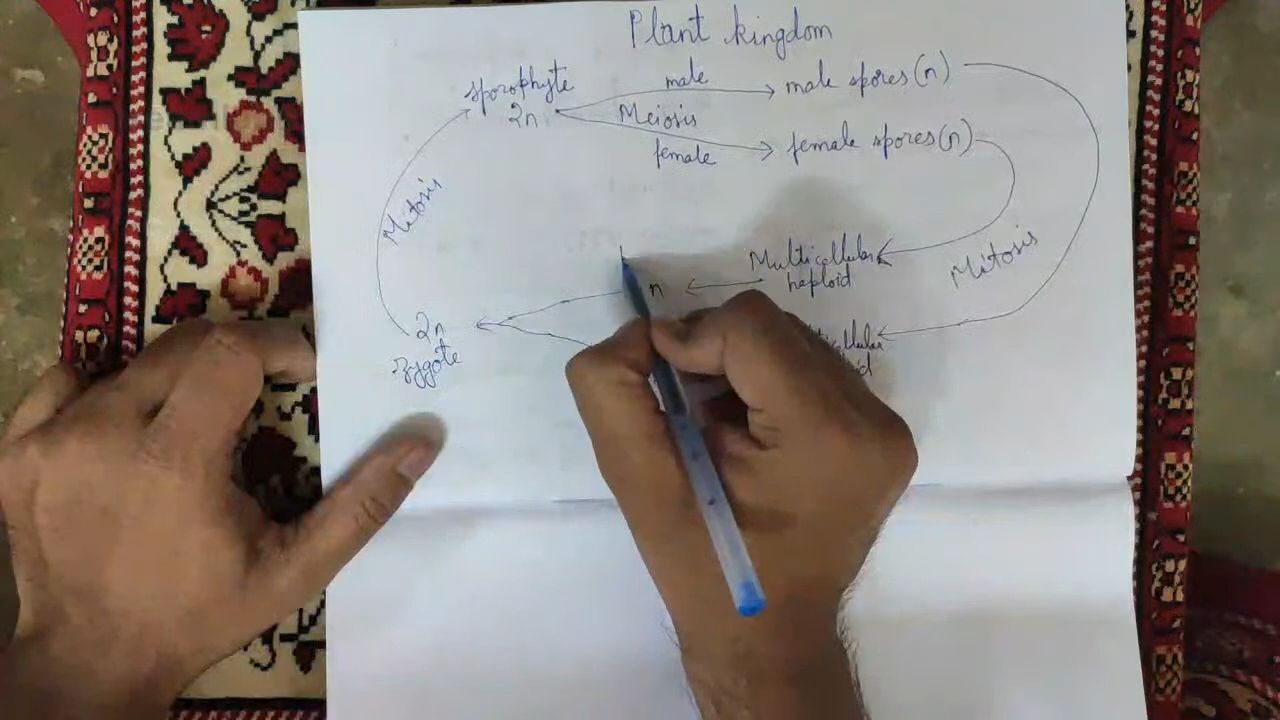 Plant kingdom
sporophyte
2n
male
Meiosis
female
male spores (n)
female spores (n)
Mitosis
Mitosis
Multicellular
haploid
n
2n
zygote